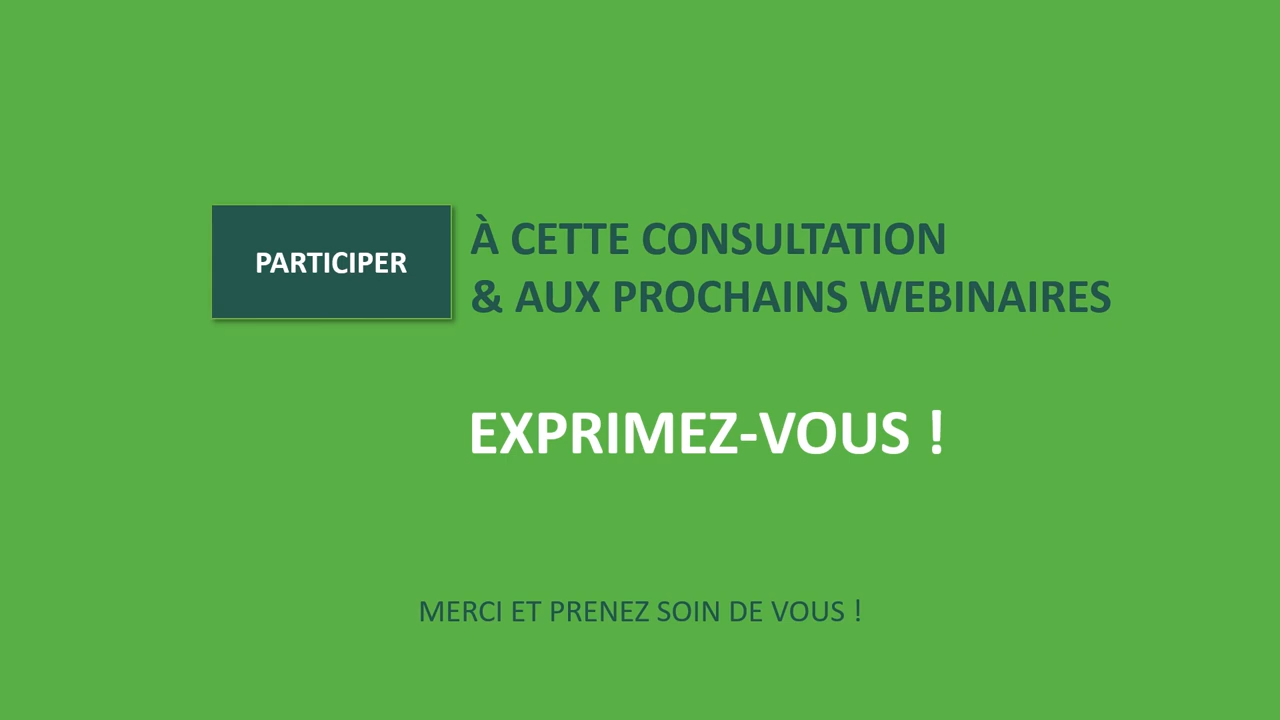 PARTICIPER
À CETTE CONSULTATION
& AUX PROCHAINS WEBINAIRES
EXPRIMEZ-VOUS !
MERCI ET PRENEZ SOIN DE VOUS !